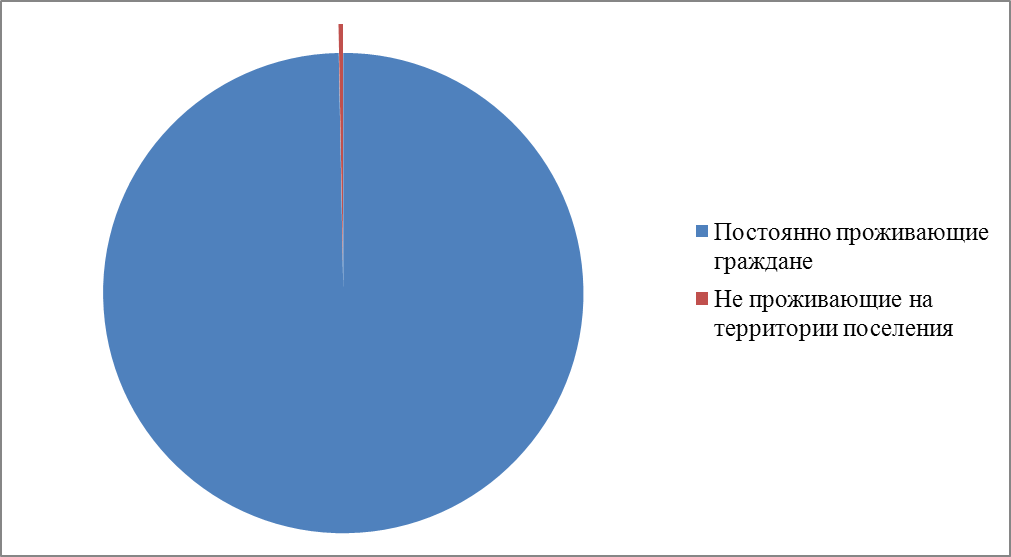 Постоянно проживающие
граждане
Не проживающие на
территории поселения